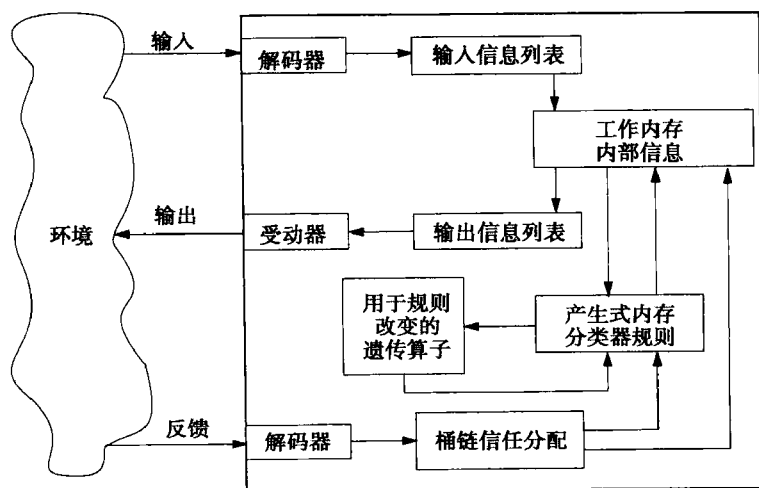 输入
解码器
输入信息列表
工作内存
内部信息
环境
输出
受动器
输出信息列表
用于规则
改变的
遗传算子
产生式内存
分类器规则
反馈
解码器
桶链信任分配